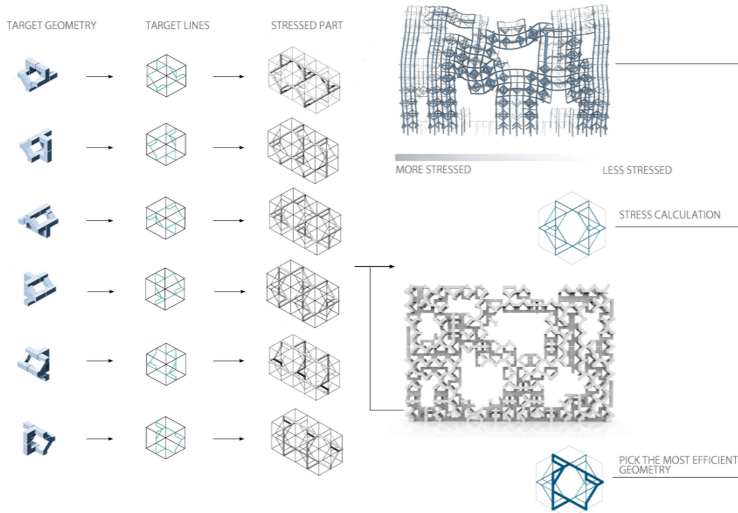 TARGET GEOMETRY
TARGET LINES
STRESSED PART
MORE STRESSED
LESS STRESSED
STRESS CALCULATION
PICK THE MOST EFFICIENT
GEOMETRY